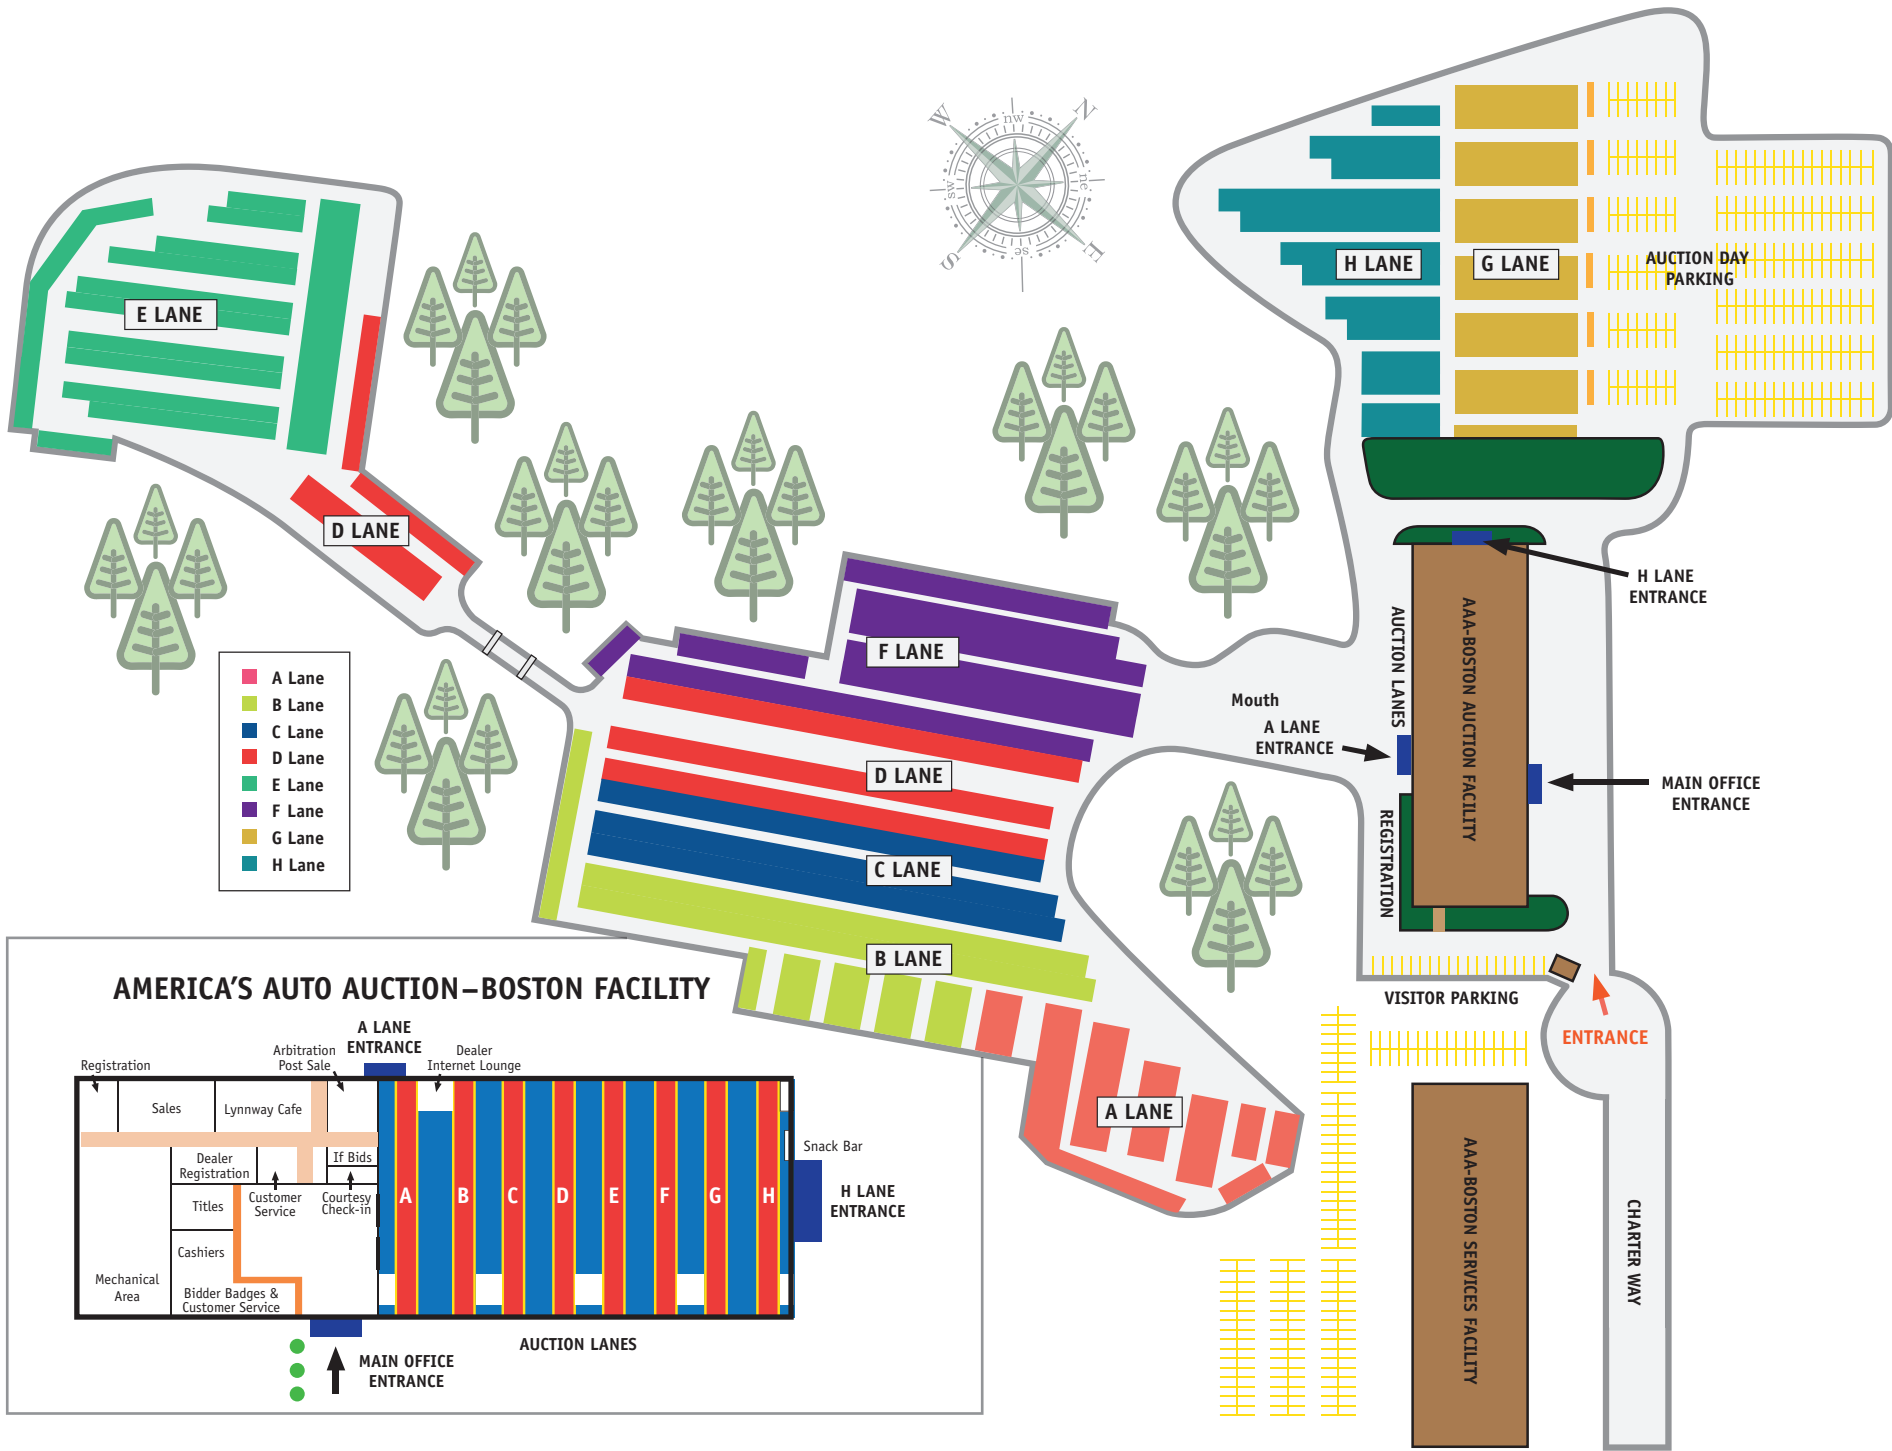 W
N
nw
sw
ne
se
S
E
H LANE
G LANE
AUCTION DAY
PARKING
E LANE
D LANE
H LANE
ENTRANCE
AUCTION LANES
AAA-BOSTON AUCTION FACILITY
F LANE
Mouth
A LANE
ENTRANCE
MAIN OFFICE
ENTRANCE
REGISTRATION
D LANE
C LANE
B LANE
A LANE
VISITOR PARKING
ENTRANCE
AAA-BOSTON SERVICES FACILITY
CHARTER WAY
A Lane
B Lane
C Lane
D Lane
E Lane
F Lane
G Lane
H Lane
AMERICA'S AUTO AUCTION–BOSTON FACILITY
A LANE
ENTRANCE
Registration
Arbitration
Post Sale
Dealer
Internet Lounge
Sales
Lynnway Cafe
Dealer
Registration
If Bids
Titles
Customer
Service
Courtesy
Check-in
Cashiers
Mechanical
Area
Bidder Badges &
Customer Service
A
B
C
D
E
F
G
H
Snack Bar
H LANE
ENTRANCE
AUCTION LANES
MAIN OFFICE
ENTRANCE